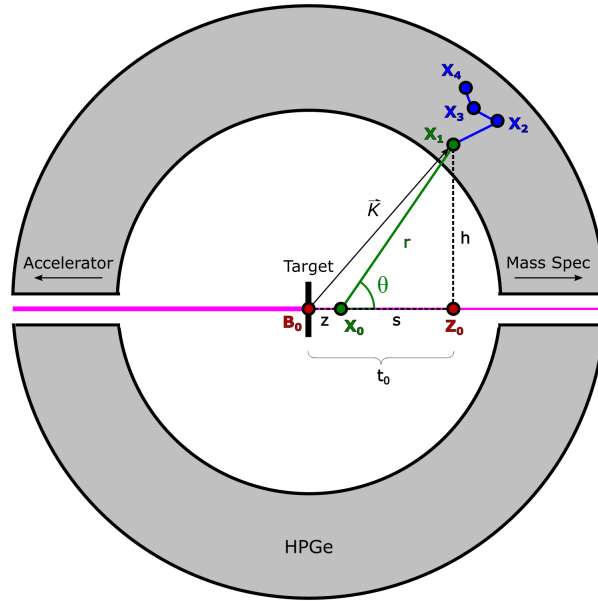 X₄
X₃
X₂
X₁
K⃗
r
h
Accelerator
Target
Mass Spec
θ
B₀
z
X₀
s
Z₀
t₀
HPGe